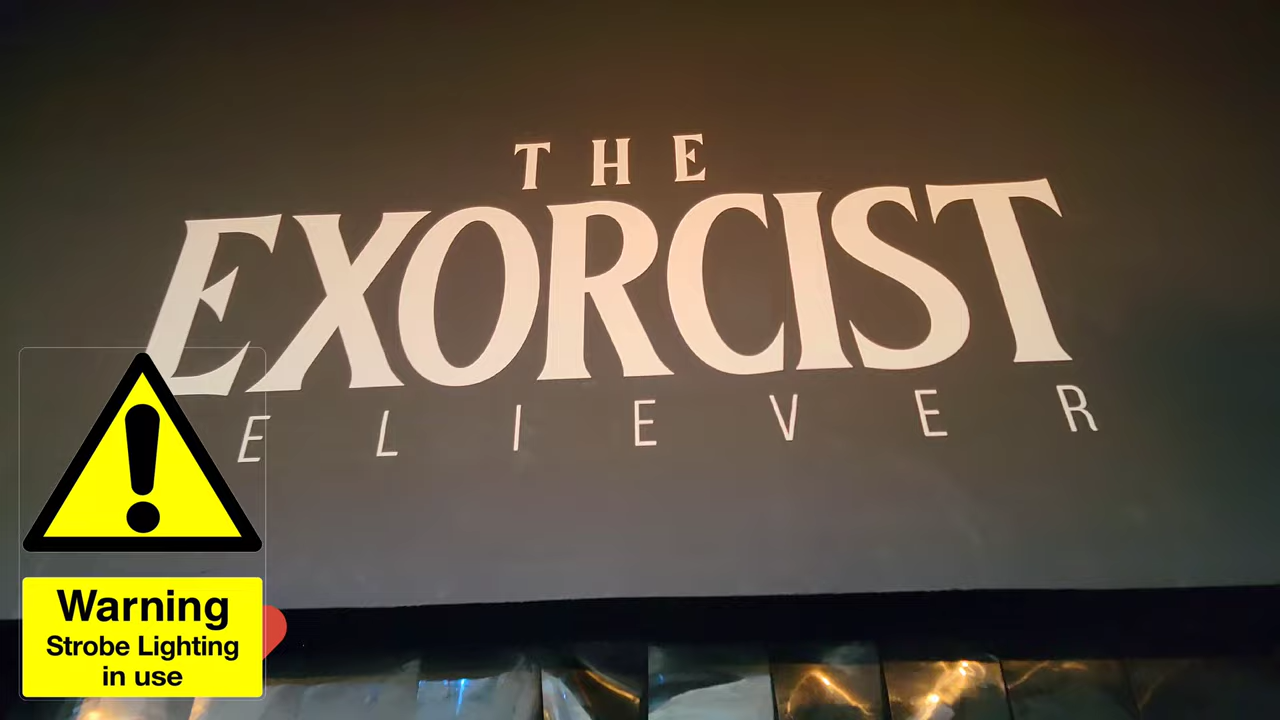 THE
EXORCIST
ELIEVER
!
Warning
Strobe Lighting
in use